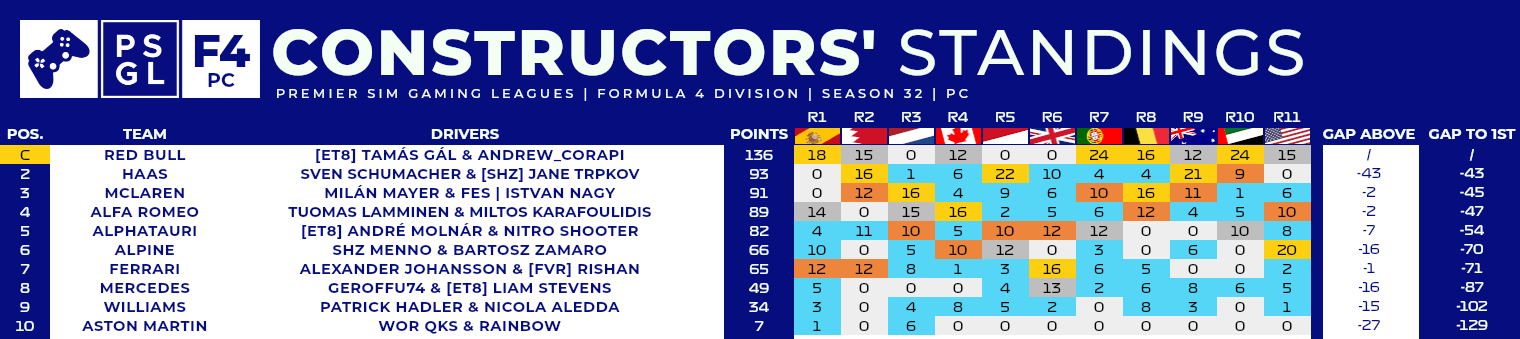 PS GL F4 PC CONSTRUCTORS' STANDINGS
PREMIER SIM GAMING LEAGUES | FORMULA 4 DIVISION | SEASON 32 | PC
R1 R2 R3 R4 R5 R6 R7 R8 R9 R10 R11
POS. TEAM DRIVERS POINTS GAP ABOVE GAP TO 1ST
C RED BULL [ET8] TAMÁS GÁL & ANDREW_CORAPI 136 18 15 0 12 0 0 24 16 12 24 15 / /
2 HAAS SVEN SCHUMACHER & [SHZ] JANE TRPKOV 93 0 16 1 6 22 10 4 4 21 9 0 -43 -43
3 MCLAREN MILÁN MAYER & FES | ISTVAN NAGY 91 0 12 16 4 9 6 10 16 11 1 6 -2 -45
4 ALFA ROMEO TUOMAS LAMMINEN & MILTOS KARAFOULIDIS 89 14 0 15 16 2 5 6 12 4 5 10 -2 -47
5 ALPHATAURI [ET8] ANDRÉ MOLNÁR & NITRO SHOOTER 82 4 11 10 5 10 12 12 0 0 10 8 -7 -54
6 ALPINE SHZ MENNO & BARTOSZ ZAMARO 66 10 0 5 10 12 0 3 0 6 0 20 -16 -70
7 FERRARI ALEXANDER JOHANSSON & [FVR] RISHAN 65 12 12 8 1 3 16 6 5 0 0 2 -1 -71
8 MERCEDES GEROFFU74 & [ET8] LIAM STEVENS 49 5 0 0 0 4 13 2 6 8 6 5 -16 -87
9 WILLIAMS PATRICK HADLER & NICOLA ALEDDA 34 3 0 4 8 5 2 0 8 3 0 1 -15 -102
10 ASTON MARTIN WOR QKS & RAINBOW 7 1 0 6 0 0 0 0 0 0 0 0 -27 -129